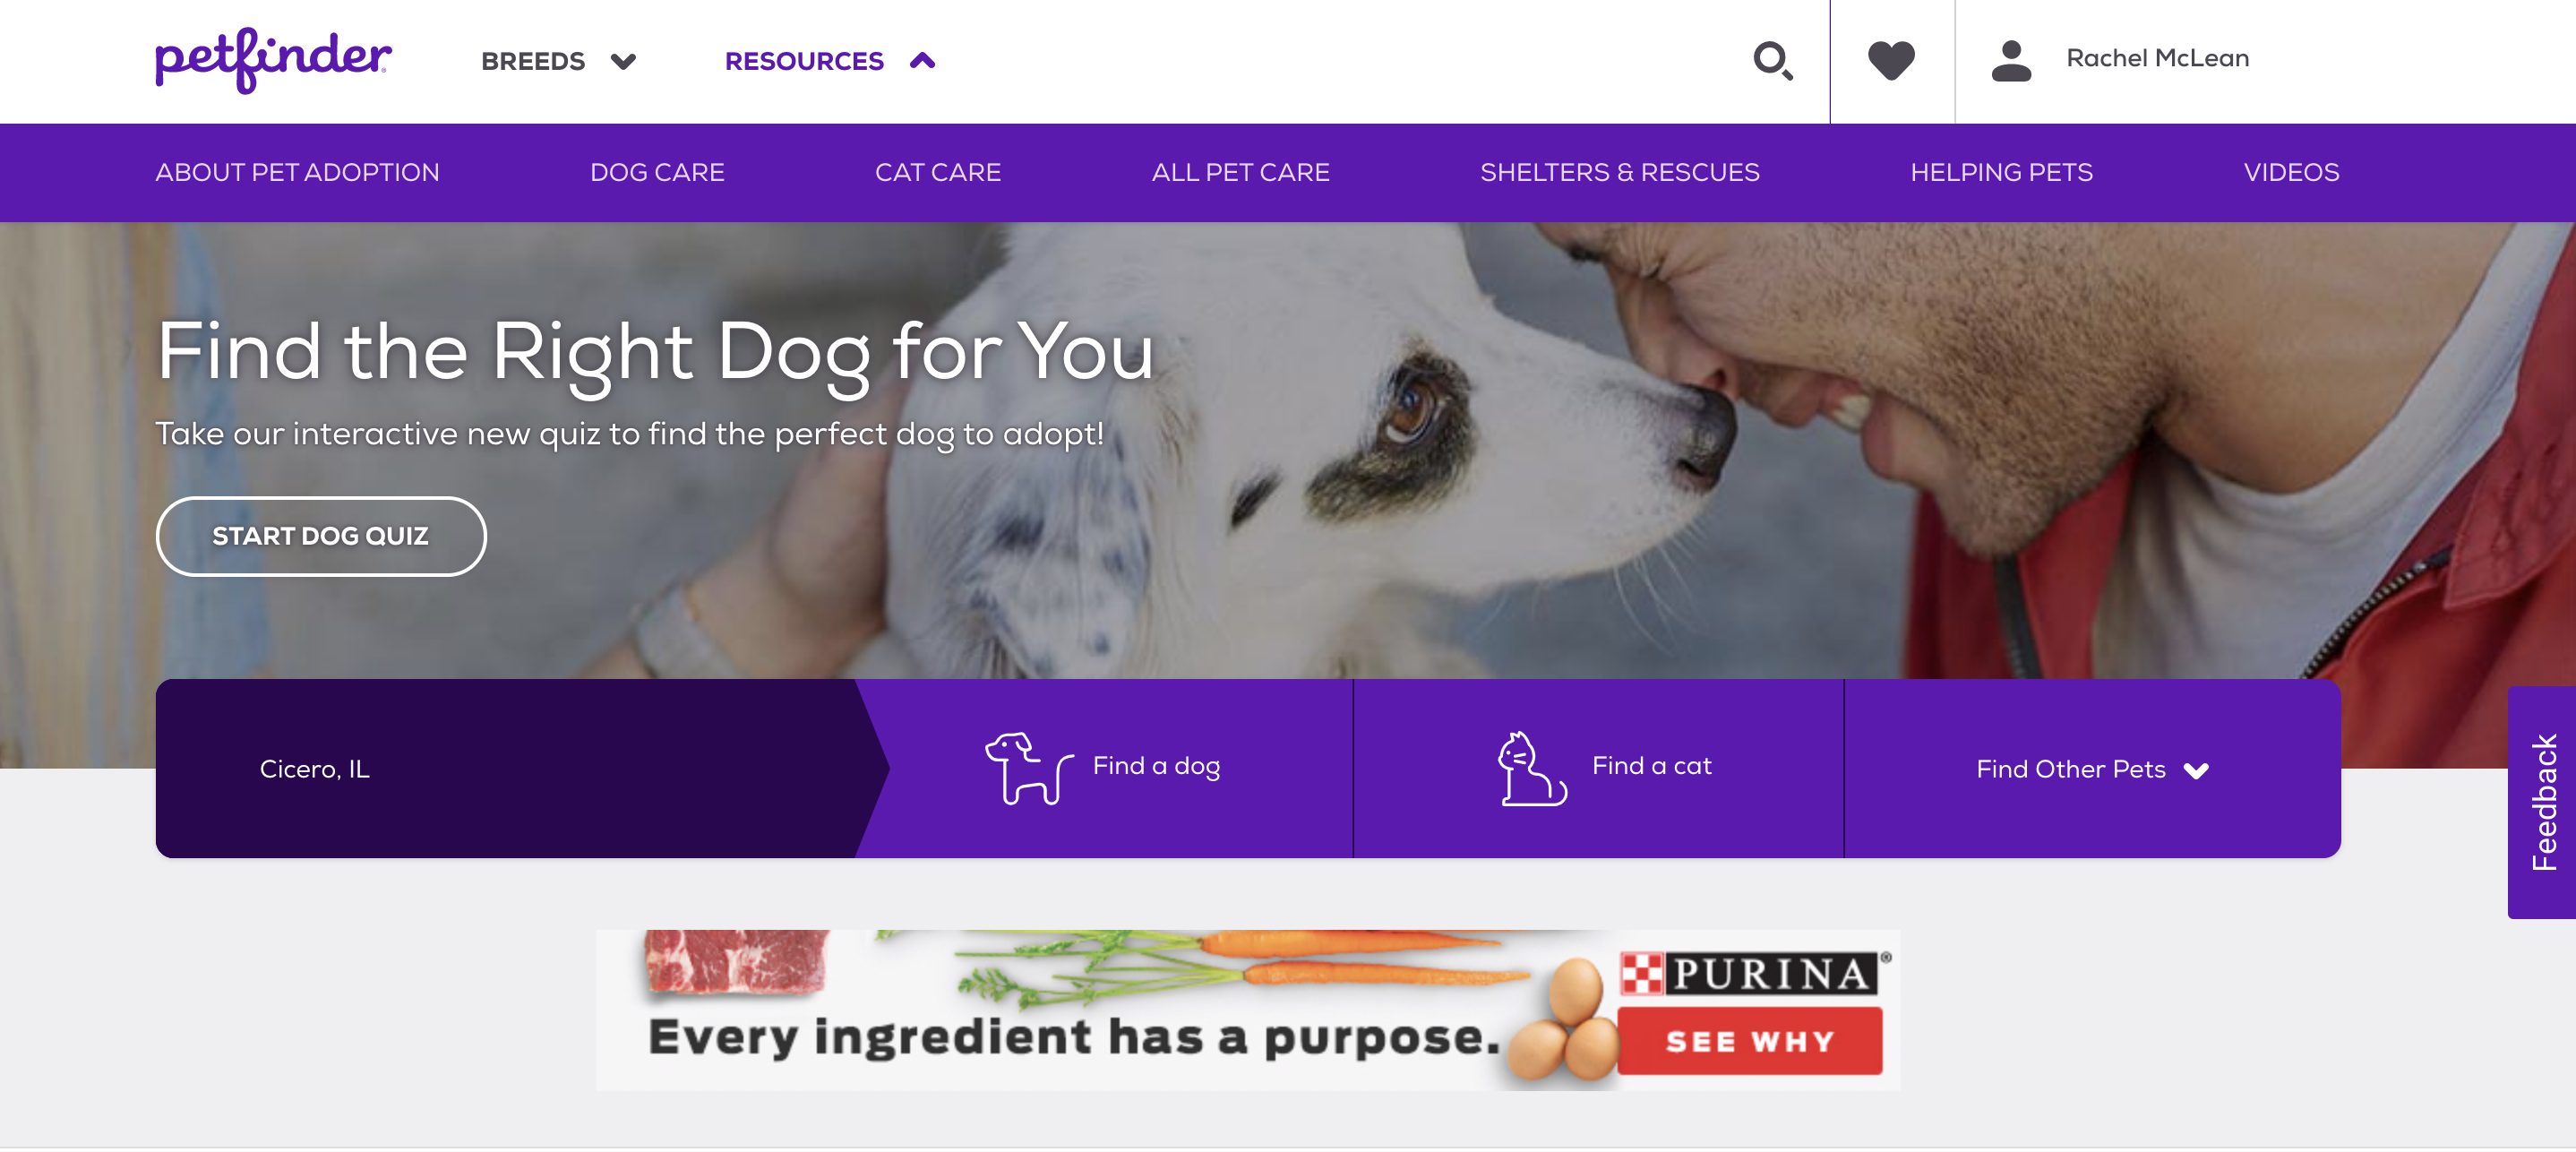 petfinder
BREEDS
RESOURCES
Rachel McLean
ABOUT PET ADOPTION
DOG CARE
CAT CARE
ALL PET CARE
SHELTERS & RESCUES
HELPING PETS
VIDEOS
Find the Right Dog for You
Take our interactive new quiz to find the perfect dog to adopt!
START DOG QUIZ
Cicero, IL
Find a dog
Find a cat
Find Other Pets
Feedback
Every ingredient has a purpose.
PURINA®
SEE WHY